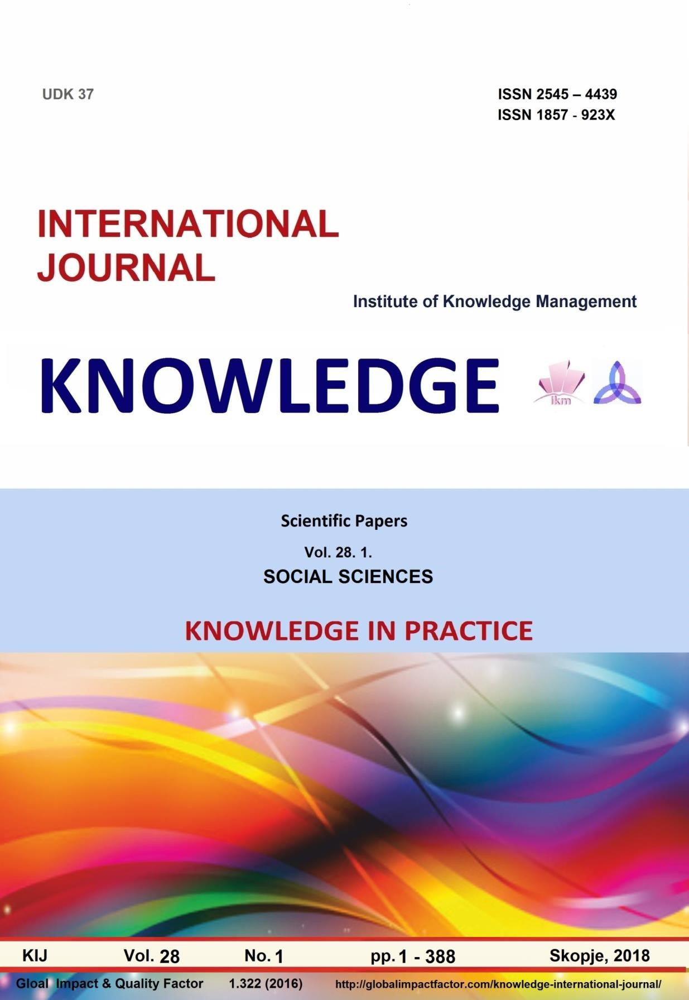 UDK 37
ISSN 2545 – 4439
ISSN 1857 - 923X
INTERNATIONAL
JOURNAL
Institute of Knowledge Management
KNOWLEDGE
ikm
Scientific Papers
Vol. 28. 1.
SOCIAL SCIENCES
KNOWLEDGE IN PRACTICE
KIJ Vol. 28 No. 1 pp. 1 - 388 Skopje, 2018
Gloal Impact & Quality Factor 1.322 (2016) http://globalimpactfactor.com/knowledge-international-journal/